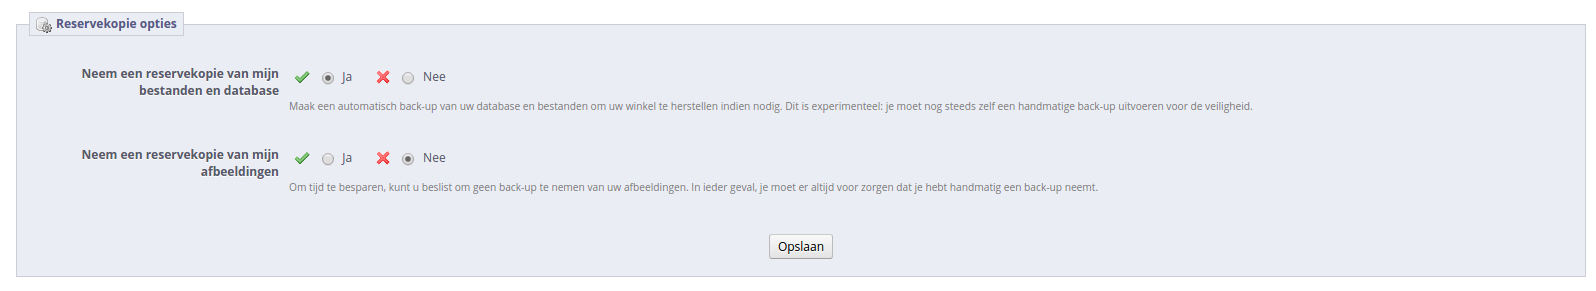 Reservekopie opties
Neem een reservekopie van mijn
bestanden en database
Ja
Nee
Maak een automatisch back-up van uw database en bestanden om uw winkel te herstellen indien nodig. Dit is experimenteel: je moet nog steeds zelf een handmatige back-up uitvoeren voor de veiligheid.
Neem een reservekopie van mijn
afbeeldingen
Ja
Nee
Om tijd te besparen, kunt u beslist om geen back-up te nemen van uw afbeeldingen. In ieder geval, je moet er altijd voor zorgen dat je hebt handmatig een back-up neemt.
Opslaan